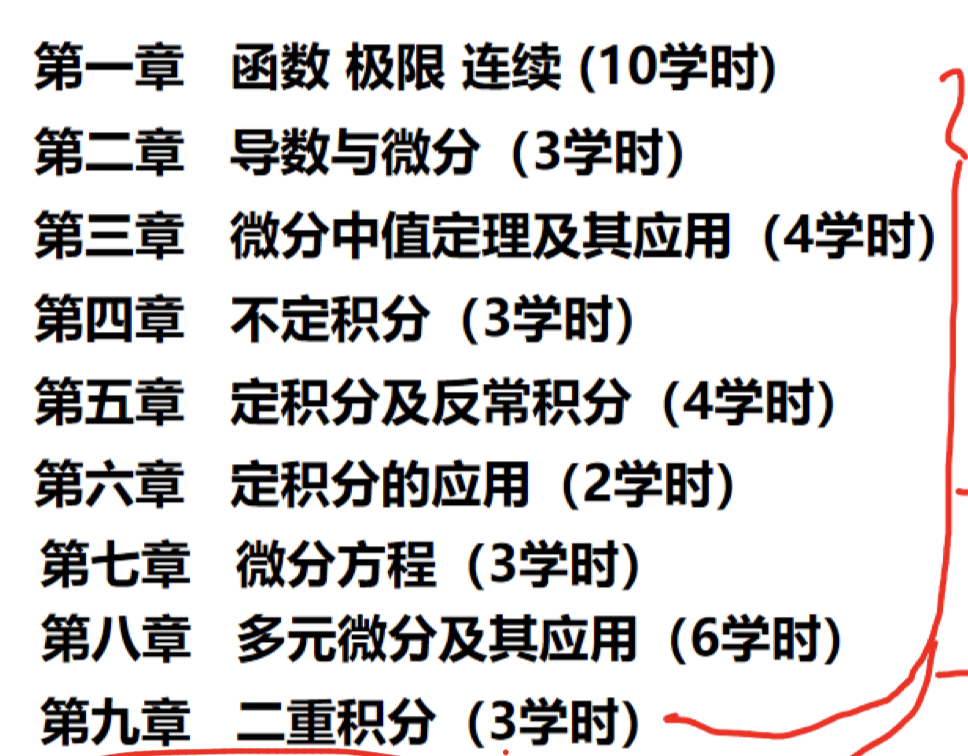 第一章 函数 极限 连续 (10学时)
第二章 导数与微分（3学时）
第三章 微分中值定理及其应用（4学时）
第四章 不定积分（3学时）
第五章 定积分及反常积分（4学时）
第六章 定积分的应用（2学时）
第七章 微分方程（3学时）
第八章 多元微分及其应用（6学时）
第九章 二重积分（3学时）